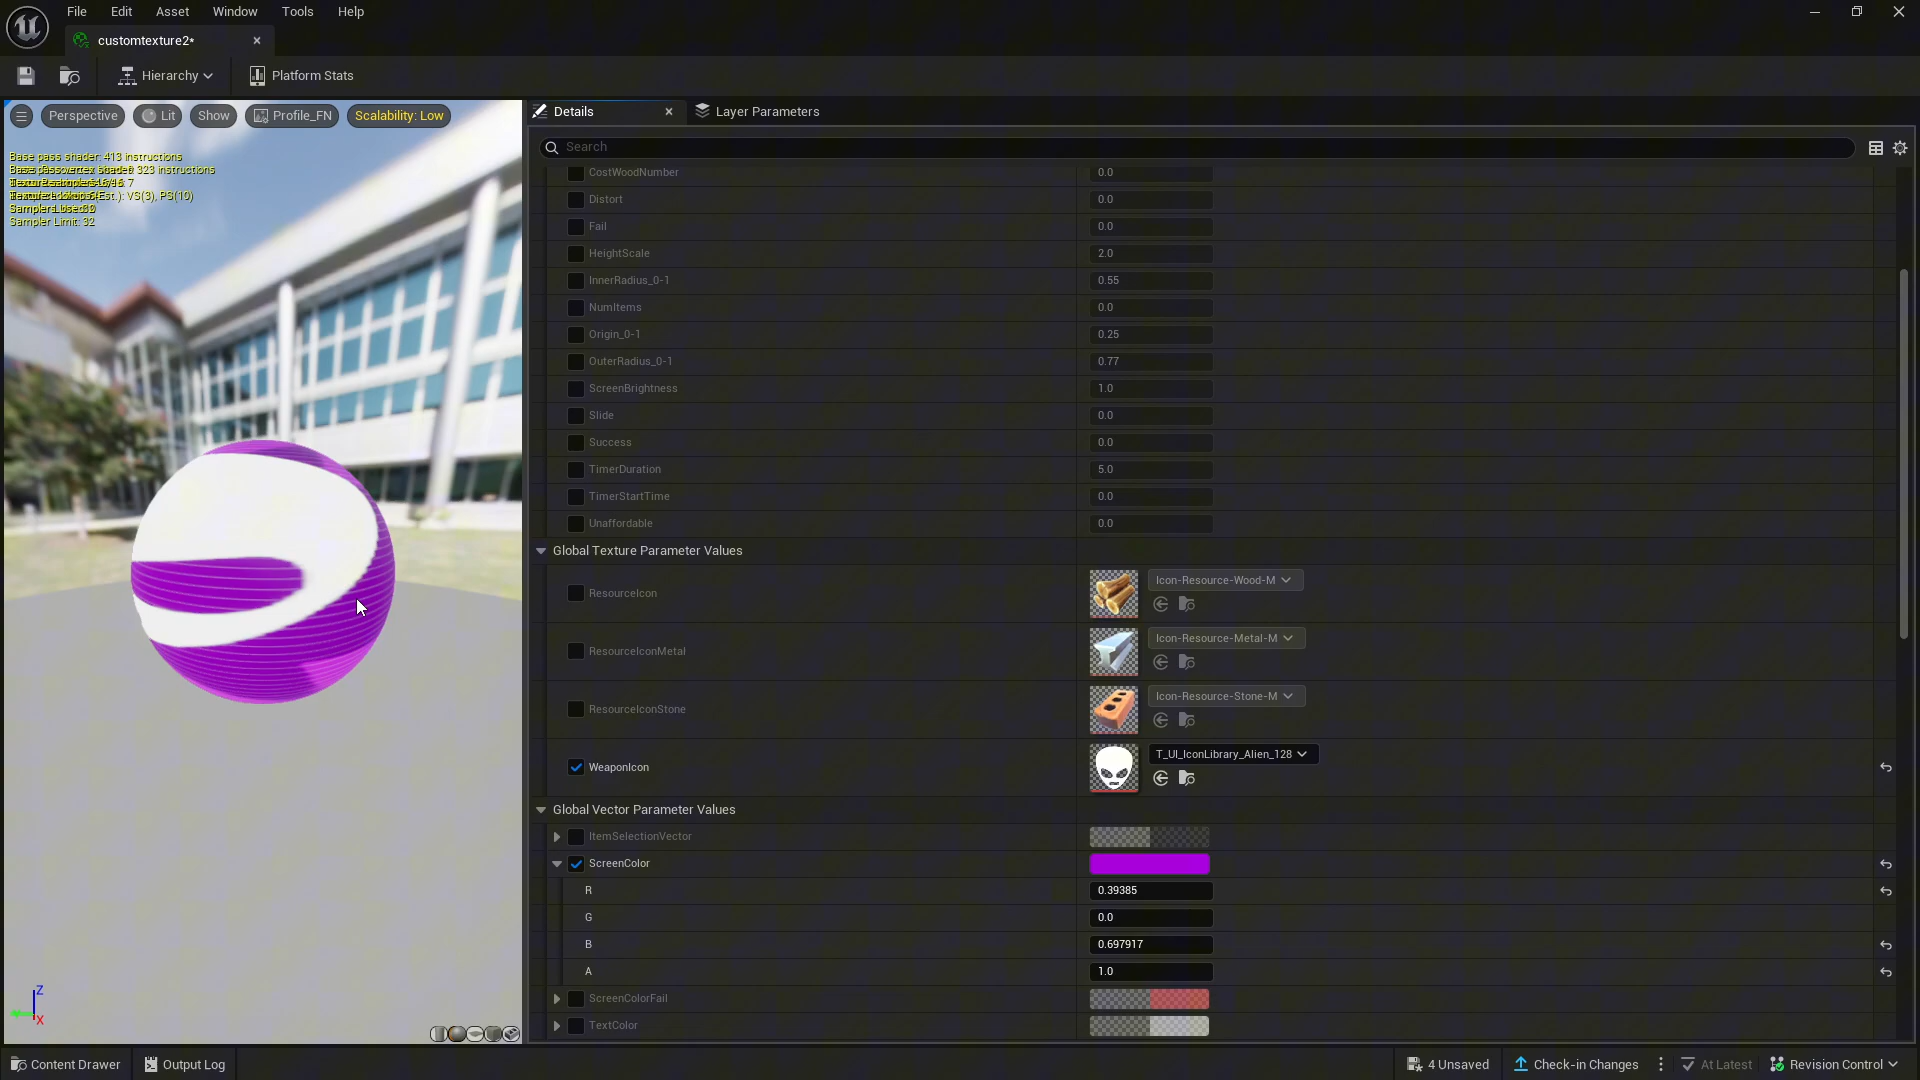 File Edit Asset Window Tools Help
customtexture2*
Hierarchy Platform Stats
Perspective Lit Show Profile_FN Scalability: Low
Details Layer Parameters
Search
Base pass shader: 413 instructions
323 instructions
VS(3), PS(10)
Sampler Limit: 32
CostWoodNumber 0.0
Distort 0.0
Fail 0.0
HeightScale 2.0
InnerRadius_0-1 0.55
NumItems 0.0
Origin_0-1 0.25
OuterRadius_0-1 0.77
ScreenBrightness 1.0
Slide 0.0
Success 0.0
TimerDuration 5.0
TimerStartTime 0.0
Unaffordable 0.0
Global Texture Parameter Values
ResourceIcon Icon-Resource-Wood-M
ResourceIconMetal Icon-Resource-Metal-M
ResourceIconStone Icon-Resource-Stone-M
WeaponIcon T_UI_IconLibrary_Alien_128
Global Vector Parameter Values
ItemSelectionVector
ScreenColor
R 0.39385
G 0.0
B 0.697917
A 1.0
ScreenColorFail
TextColor
Z
X
Content Drawer Output Log 4 Unsaved Check-in Changes At Latest Revision Control